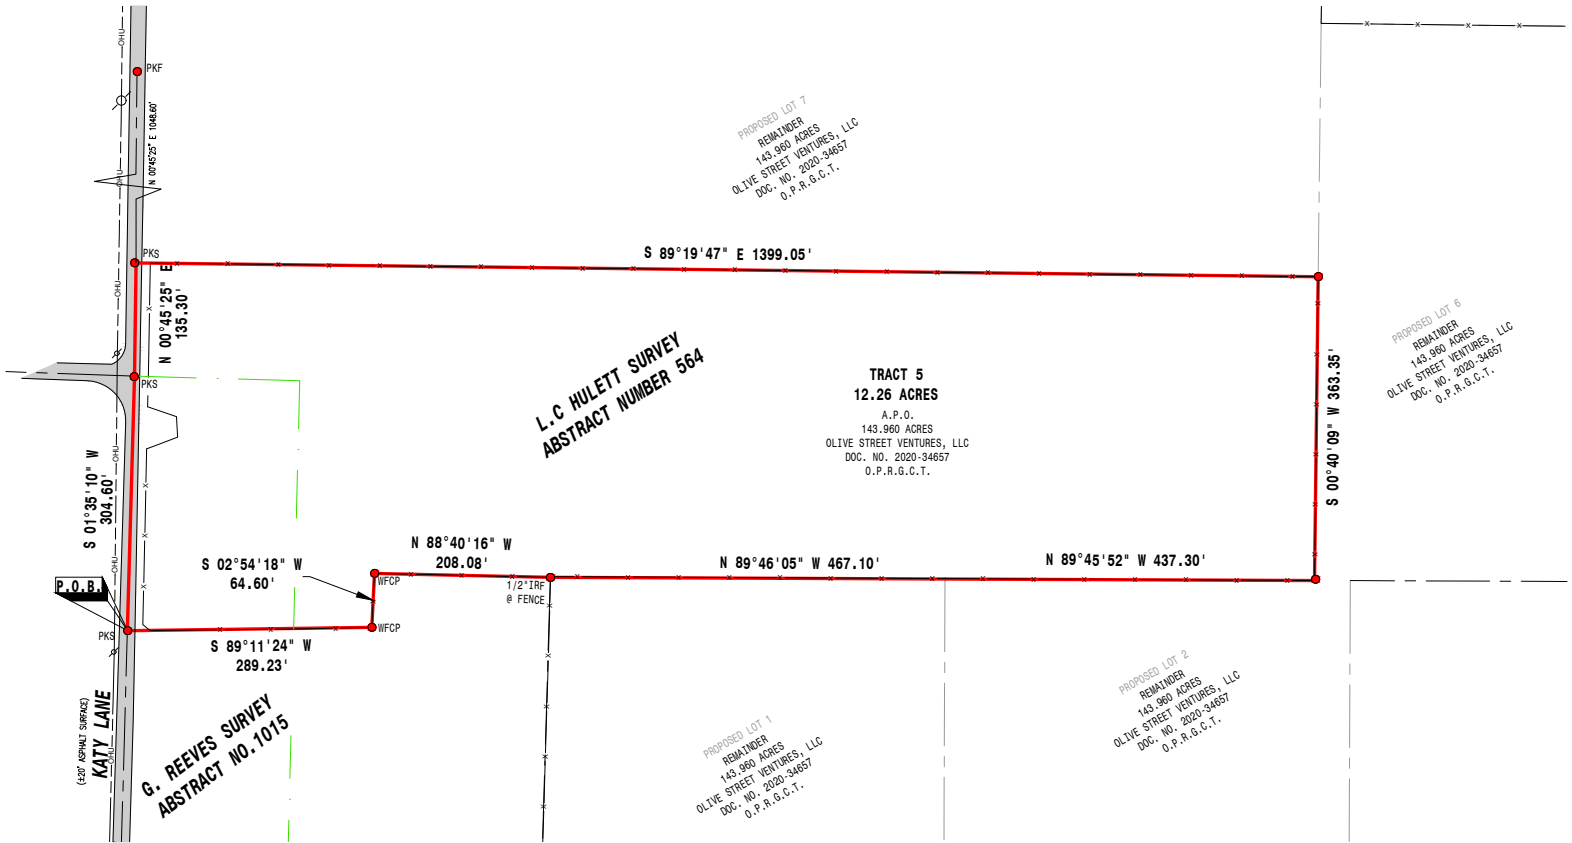 PKF
OHU
N 00°45'25" E 1048.60'
OHU
PROPOSED LOT 7
REMAINDER
143.960 ACRES
OLIVE STREET VENTURES, LLC
DOC. NO. 2020-34657
O.P.R.G.C.T.
PKS
S 89°19'47" E 1399.05'
N 00°45'25" E
135.30'
OHU
PKS
L.C HULETT SURVEY
ABSTRACT NUMBER 564
TRACT 5
12.26 ACRES
A.P.O.
143.960 ACRES
OLIVE STREET VENTURES, LLC
DOC. NO. 2020-34657
O.P.R.G.C.T.
S 00°40'09" W 363.35'
PROPOSED LOT 6
REMAINDER
143.960 ACRES
OLIVE STREET VENTURES, LLC
DOC. NO. 2020-34657
O.P.R.G.C.T.
S 01°35'10" W
304.60'
OHU
OHU
P.O.B.
PKS
S 02°54'18" W
64.60'
N 88°40'16" W
208.08'
WFCP
1/2"IRF
@ FENCE
WFCP
N 89°46'05" W 467.10'
N 89°45'52" W 437.30'
S 89°11'24" W
289.23'
(±20' ASPHALT SURFACE)
KATY LANE
OHU
G. REEVES SURVEY
ABSTRACT NO.1015
PROPOSED LOT 1
REMAINDER
143.960 ACRES
OLIVE STREET VENTURES, LLC
DOC. NO. 2020-34657
O.P.R.G.C.T.
PROPOSED LOT 2
REMAINDER
143.960 ACRES
OLIVE STREET VENTURES, LLC
DOC. NO. 2020-34657
O.P.R.G.C.T.